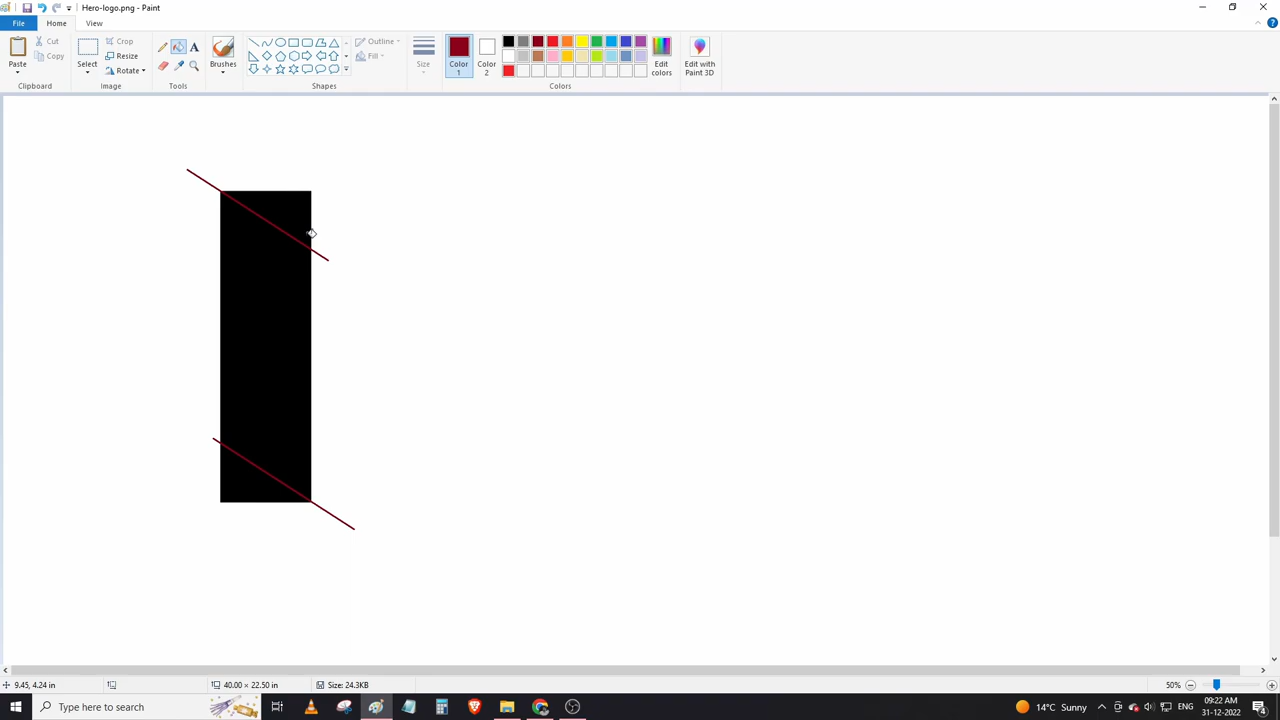 Hero-logo.png - Paint
File
Home
View
Paste
Cut
Copy
Clipboard
Select
Crop
Resize
Rotate
Image
A
Tools
Brushes
Shapes
Outline
Fill
Size
Color
1
Color
2
Edit
colors
Colors
Edit with
Paint 3D
9.45, 4.24 in
40.00 × 22.50 in
Size: 24.3KB
50%
Type here to search
14°C Sunny
ENG
09:22 AM
31-12-2022
4